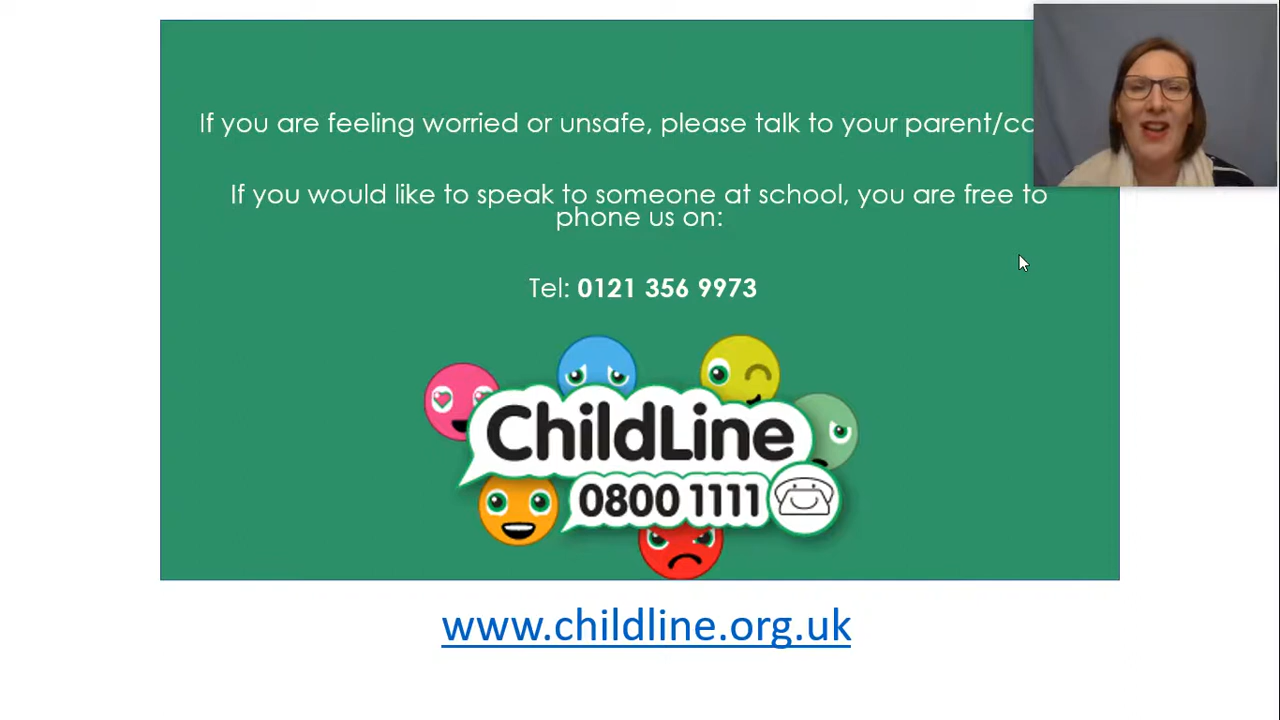 If you are feeling worried or unsafe, please talk to your
If you would like to speak to someone at school, you are free to
phone us on:
Tel: 0121 356 9973
ChildLine
0800 1111
www.childline.org.uk